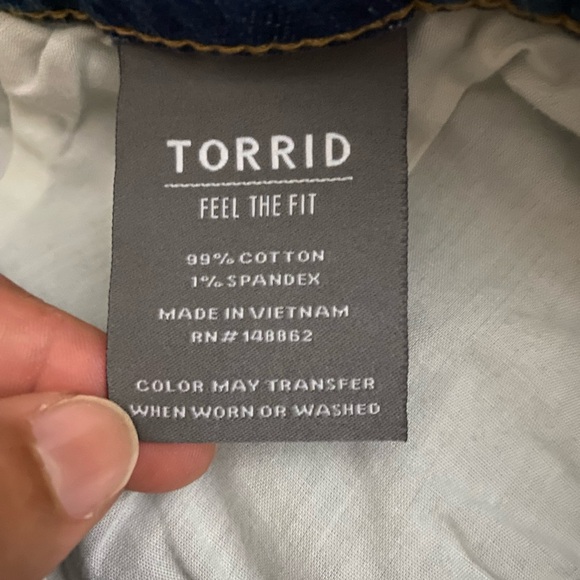 TORRID
FEEL THE FIT
99% COTTON
1% SPANDEX
MADE IN VIETNAM
RN# 148862
COLOR MAY TRANSFER
WHEN WORN OR WASHED